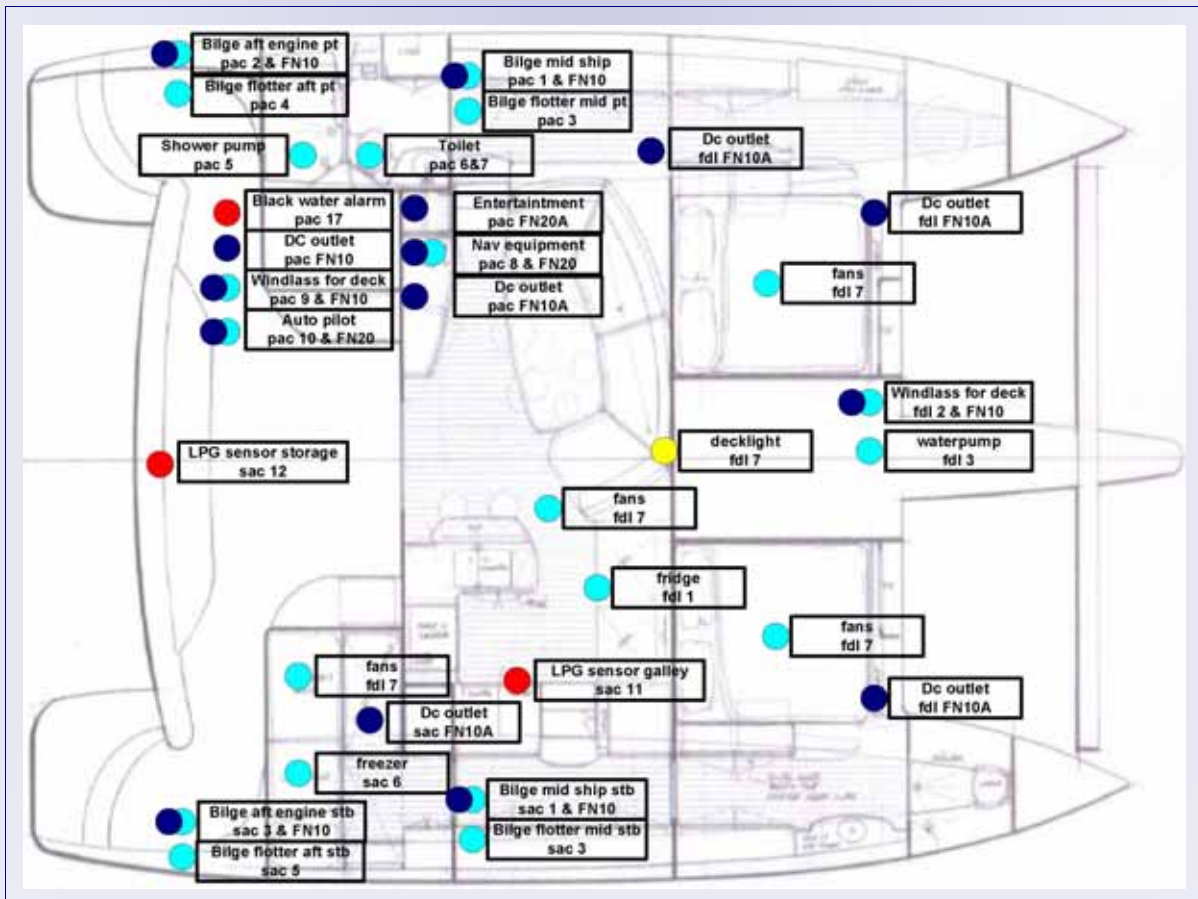 Bilge aft engine pt
pac 2 & FN10
Bilge flotter aft pt
pac 4
Bilge mid ship
pac 1 & FN10
Bilge flotter mid pt
pac 3
Shower pump
pac 5
Toilet
pac 6&7
Dc outlet
fdl FN10A
Black water alarm
pac 17
DC outlet
pac FN10
Windlass for deck
pac 9 & FN10
Auto pilot
pac 10 & FN20
Entertaintment
pac FN20A
Nav equipment
pac 8 & FN20
Dc outlet
pac FN10A
Dc outlet
fdl FN10A
fans
fdl 7
Windlass for deck
fdl 2 & FN10
waterpump
fdl 3
decklight
fdl 7
LPG sensor storage
sac 12
fans
fdl 7
fridge
fdl 1
fans
fdl 7
LPG sensor galley
sac 11
fans
fdl 7
Dc outlet
fdl FN10A
Dc outlet
sac FN10A
freezer
sac 6
Bilge mid ship stb
sac 1 & FN10
Bilge flotter mid stb
sac 3
Bilge aft engine stb
sac 3 & FN10
Bilge flotter aft stb
sac 5